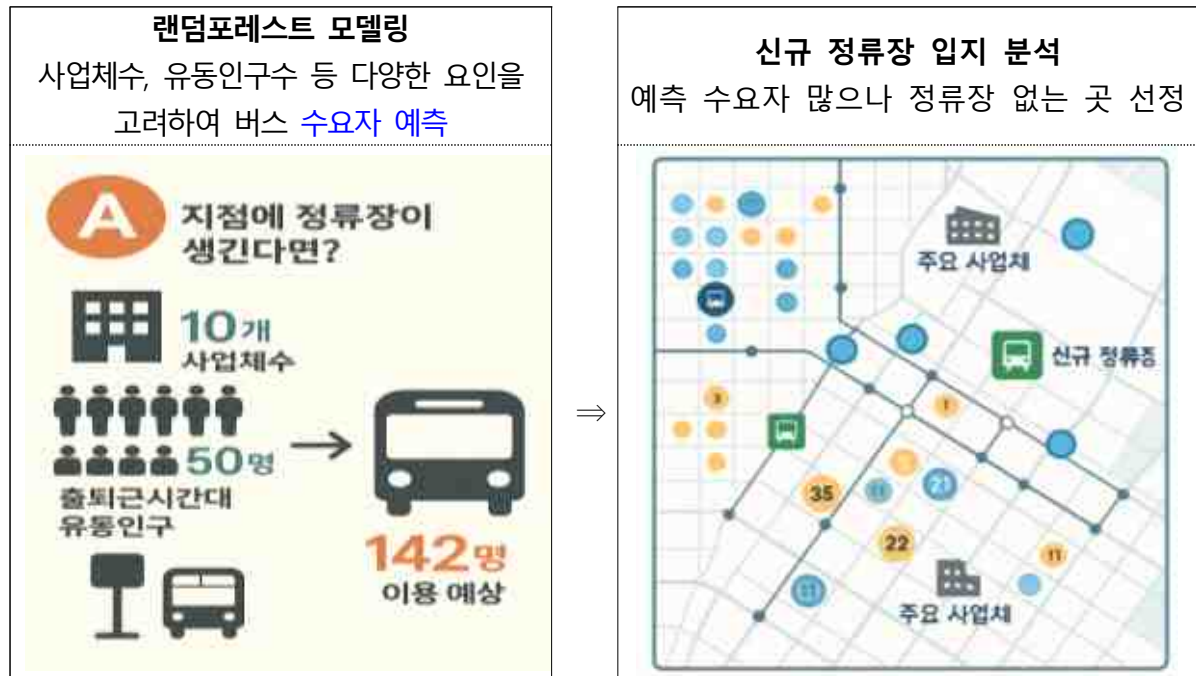 랜덤포레스트 모델링
사업체수, 유동인구수 등 다양한 요인을
고려하여 버스 수요자 예측
A
지점에 정류장이
생긴다면?
10개
사업체수
50명
출퇴근시간대
유동인구
142명
이용 예상
⇒
신규 정류장 입지 분석
예측 수요자 많으나 정류장 없는 곳 선정
주요 사업체
신규 정류장
3
1
35
11
21
22
11
11
주요 사업체